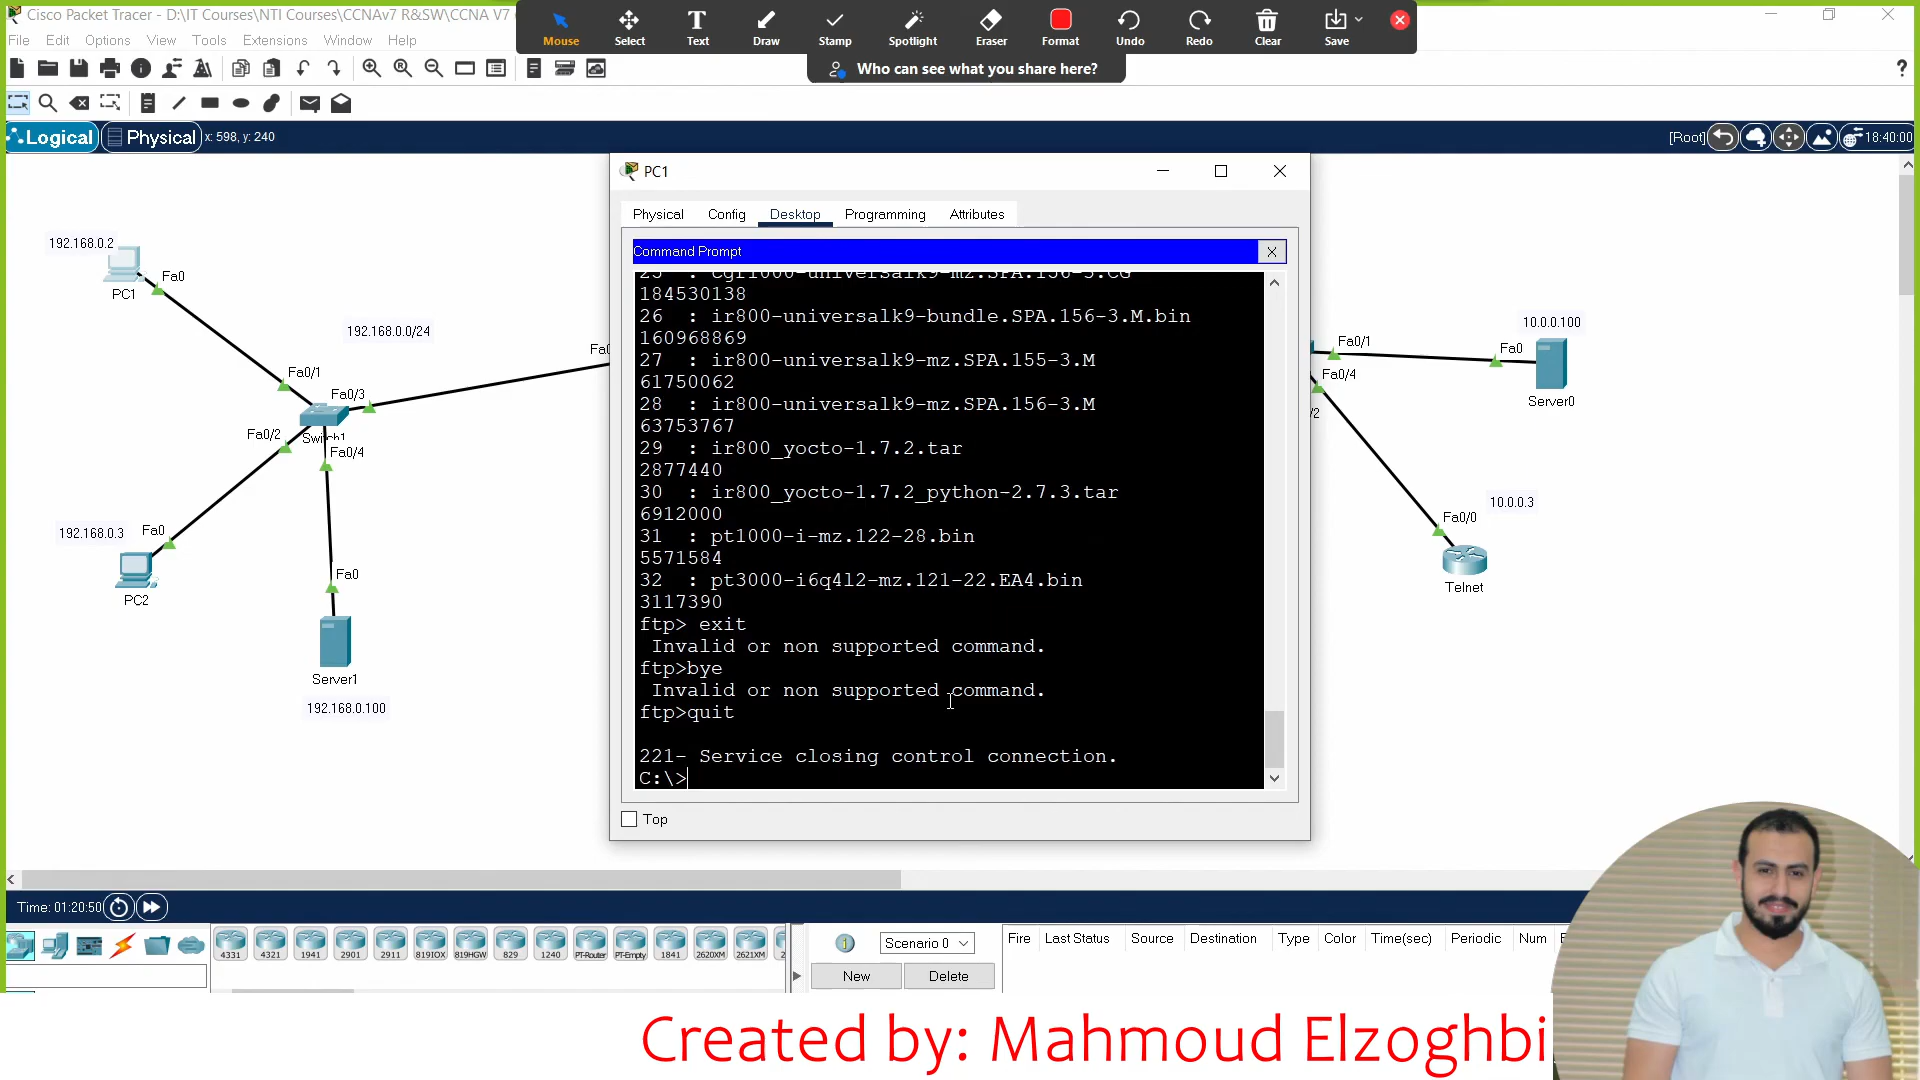 Cisco Packet Tracer - D:\IT Courses\NTI Courses\CCNAv7 R&SW\CCNA V7
Mouse Select Text Draw Stamp Spotlight Eraser Format Undo Redo Clear Save
File Edit Options View Tools Extensions Window Help
Who can see what you share here?
?
Logical Physical x: 598, y: 240
[Root] 18:40:00
PC1
Physical Config Desktop Programming Attributes
Command Prompt
184530138
26 : ir800-universalk9-bundle.SPA.156-3.M.bin
160968869
27 : ir800-universalk9-mz.SPA.155-3.M
61750062
28 : ir800-universalk9-mz.SPA.156-3.M
63753767
29 : ir800_yocto-1.7.2.tar
2877440
30 : ir800_yocto-1.7.2_python-2.7.3.tar
6912000
31 : pt1000-i-mz.122-28.bin
5571584
32 : pt3000-i6q4l2-mz.121-22.EA4.bin
3117390
ftp> exit
Invalid or non supported command.
ftp>bye
Invalid or non supported command.
ftp>quit
221- Service closing control connection.
C:\>
Top
192.168.0.2
Fa0
PC1
192.168.0.0/24
Fa0/1
Fa0/3
Fa0/2
Switch1
Fa0/4
192.168.0.3
Fa0
PC2
Fa0
Server1
192.168.0.100
10.0.0.100
Fa0/1
Fa0
Fa0/4
Server0
10.0.0.3
Fa0/0
Telnet
Time: 01:20:50
4331 4321 1941 2901 2911 819IOX 819HGW 829 1240 PT-Router PT-Empty 1841 2620XM 2621XM
Scenario 0
New Delete
Fire Last Status Source Destination Type Color Time(sec) Periodic Num
Created by: Mahmoud Elzoghbi